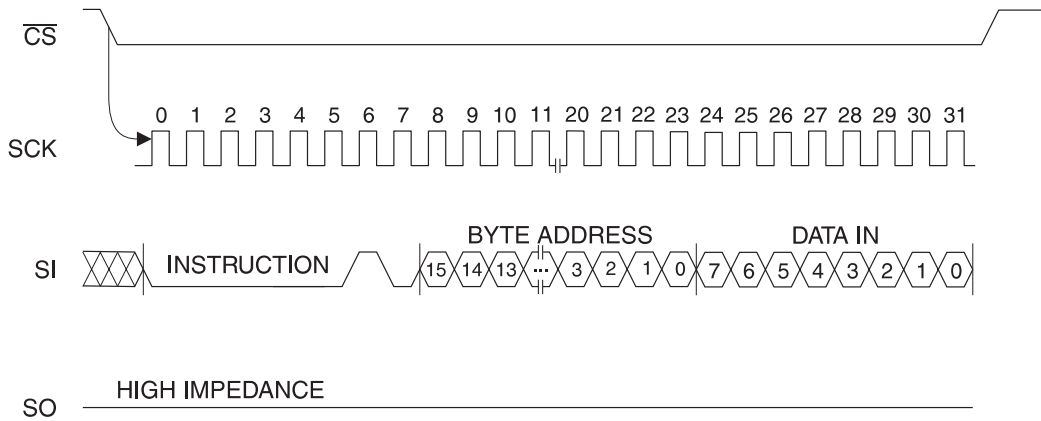 CS
0 1 2 3 4 5 6 7 8 9 10 11 20 21 22 23 24 25 26 27 28 29 30 31
SCK
BYTE ADDRESS DATA IN
SI INSTRUCTION 15 14 13 ... 3 2 1 0 7 6 5 4 3 2 1 0
HIGH IMPEDANCE
SO